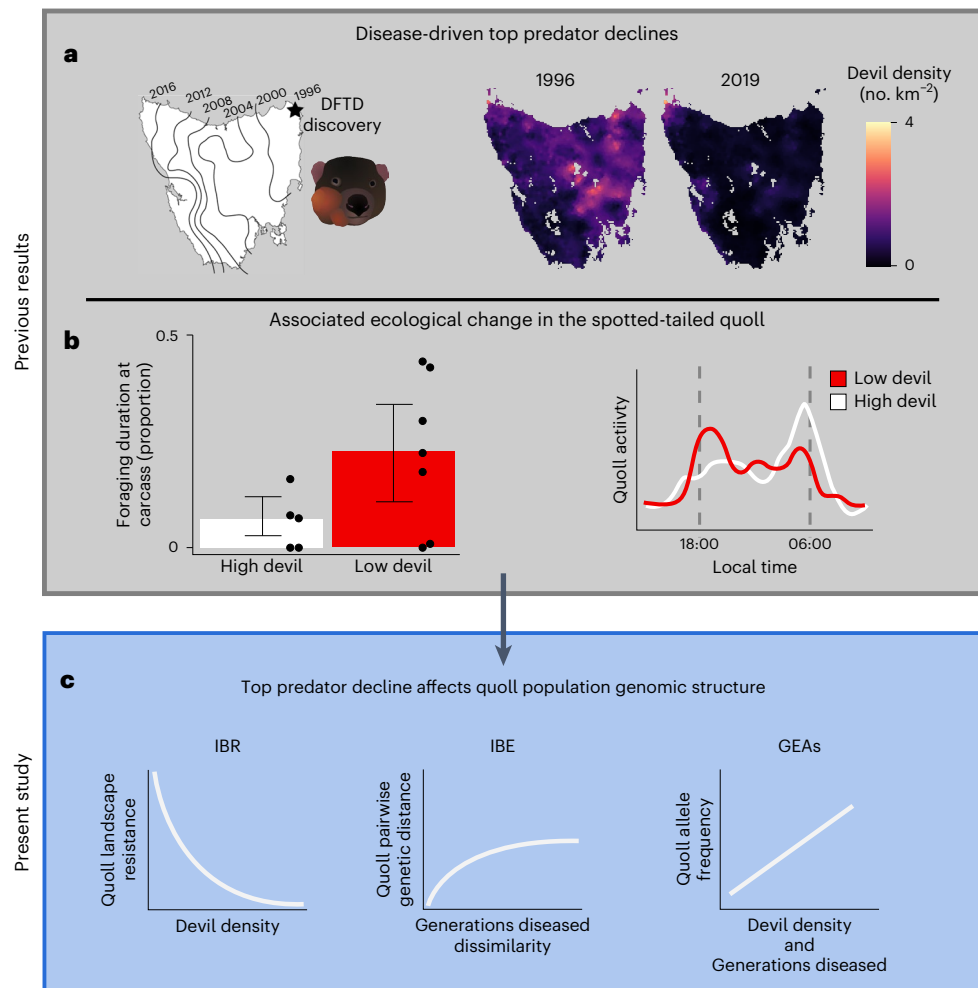 Previous results
a
Disease-driven top predator declines
2016
2012
2008
2004
2000
1996
DFTD
discovery
1996
2019
Devil density
(no. km⁻²)
4
0
b
Associated ecological change in the spotted-tailed quoll
Foraging duration at
carcass (proportion)
0.5
0
High devil
Low devil
Quoll actiivty
Low devil
High devil
18:00
06:00
Local time
Present study
c
Top predator decline affects quoll population genomic structure
IBR
Quoll landscape
resistance
Devil density
IBE
Quoll pairwise
genetic distance
Generations diseased
dissimilarity
GEAs
Quoll allele
frequency
Devil density
and
Generations diseased